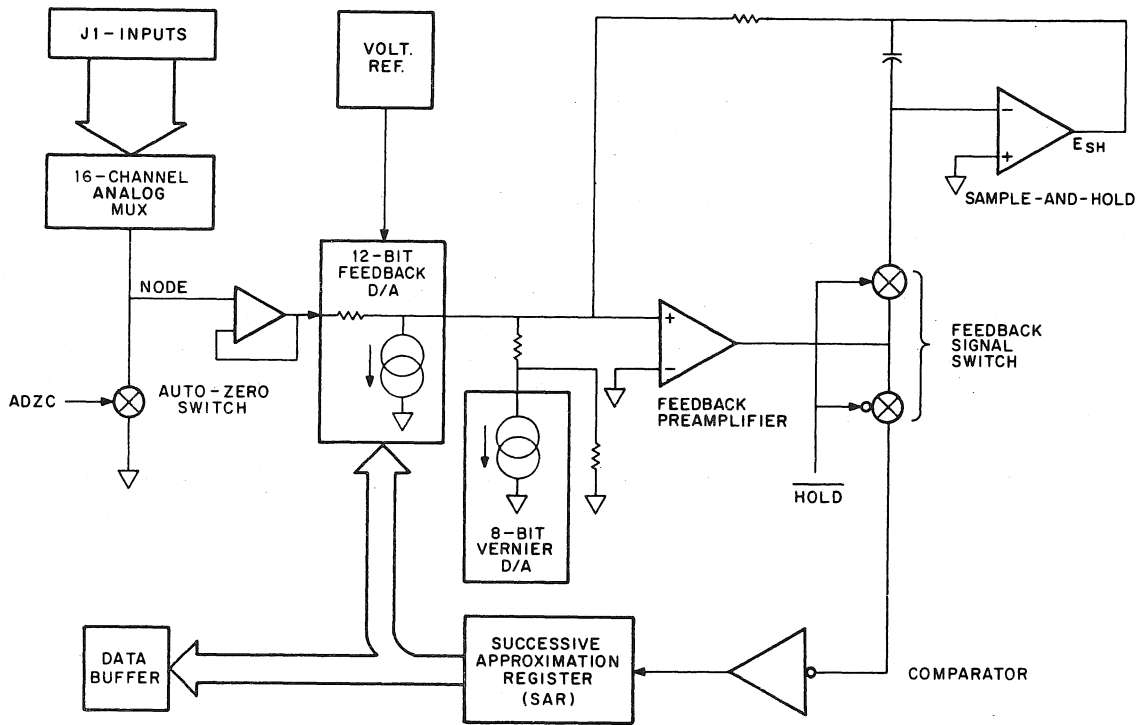 J1-INPUTS
VOLT.
REF.
16-CHANNEL
ANALOG
MUX
-
+
ESH
SAMPLE-AND-HOLD
12-BIT
FEEDBACK
D/A
NODE
+
-
FEEDBACK
SIGNAL
SWITCH
ADZC
AUTO-ZERO
SWITCH
FEEDBACK
PREAMPLIFIER
HOLD
8-BIT
VERNIER
D/A
DATA
BUFFER
SUCCESSIVE
APPROXIMATION
REGISTER
(SAR)
COMPARATOR